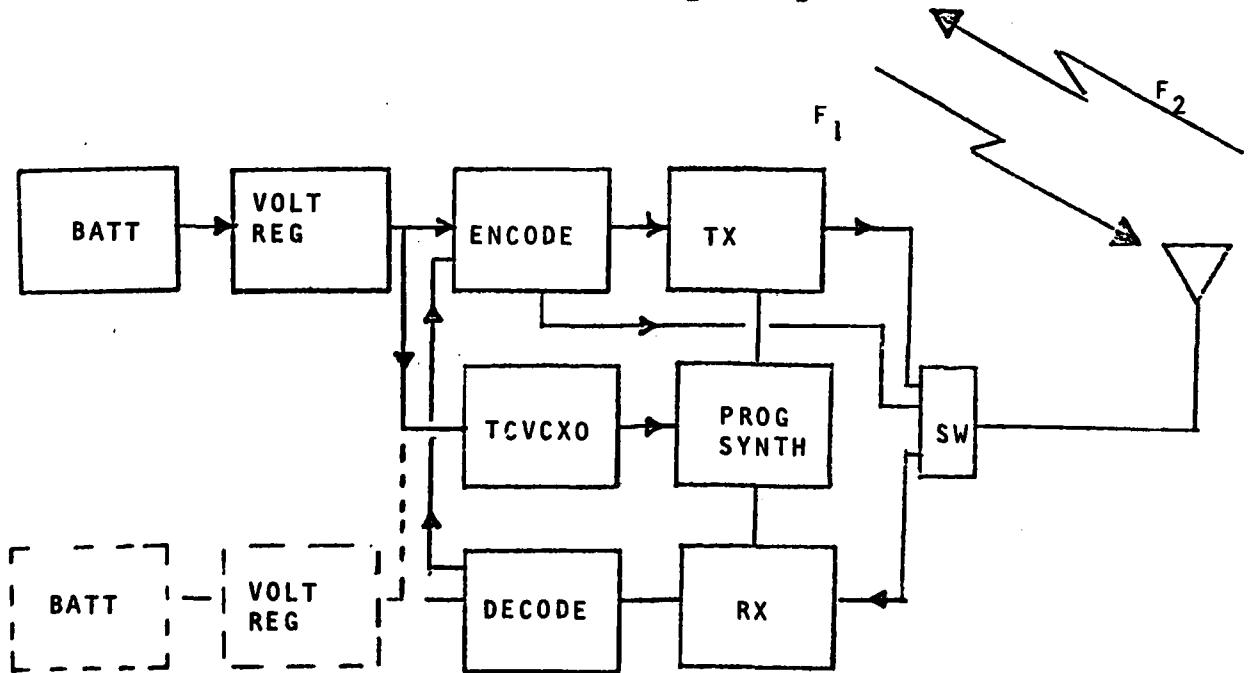 F2
F1
BATT
VOLT
REG
ENCODE
TX
TCVCXO
PROG
SYNTH
SW
BATT
VOLT
REG
DECODE
RX